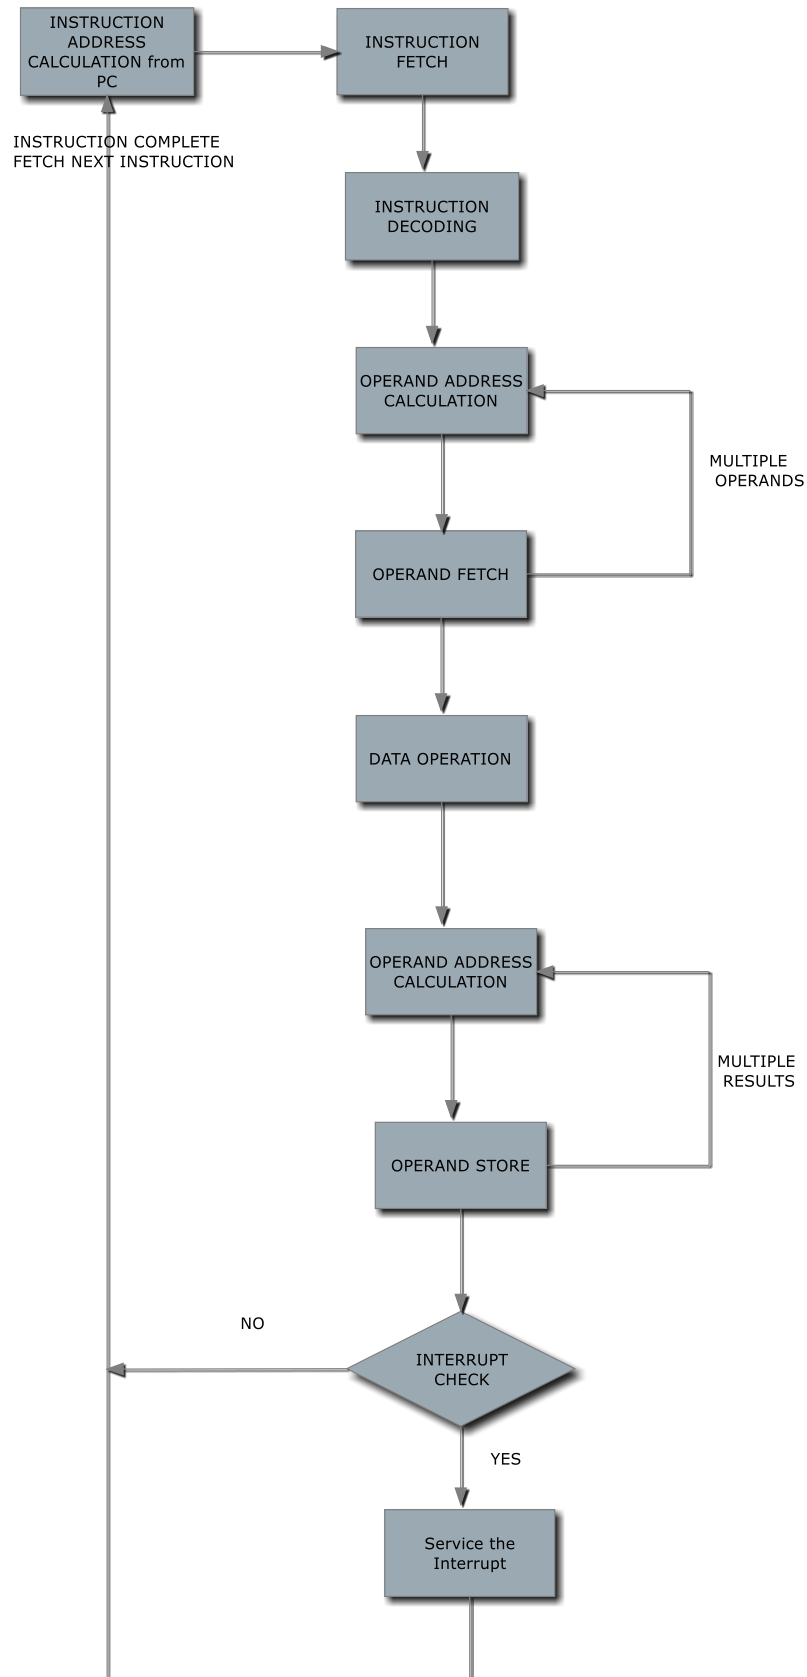 INSTRUCTION
ADDRESS
CALCULATION from
PC
INSTRUCTION
FETCH
INSTRUCTION COMPLETE
FETCH NEXT INSTRUCTION
INSTRUCTION
DECODING
OPERAND ADDRESS
CALCULATION
MULTIPLE
OPERANDS
OPERAND FETCH
DATA OPERATION
OPERAND ADDRESS
CALCULATION
MULTIPLE
RESULTS
OPERAND STORE
NO
INTERRUPT
CHECK
YES
Service the
Interrupt